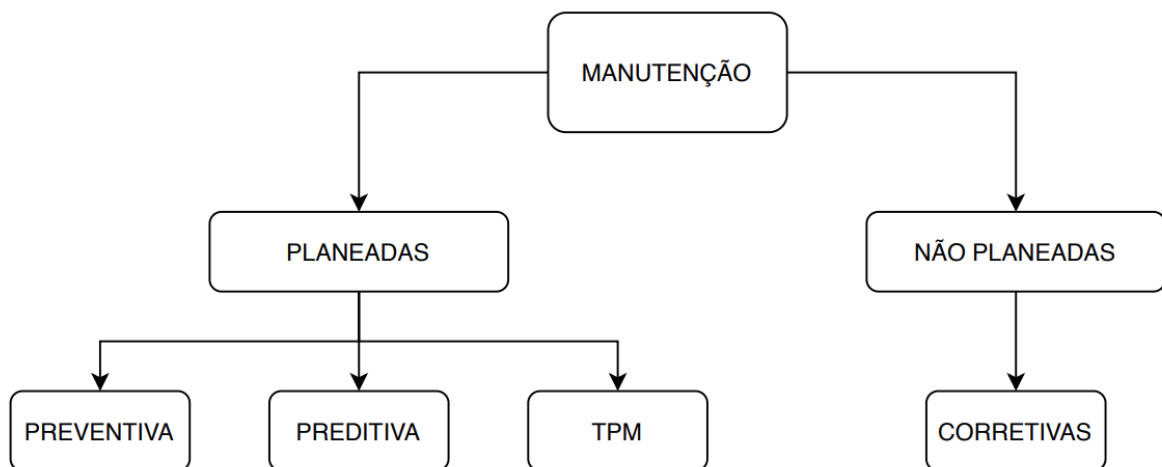 MANUTENÇÃO
PLANEADAS
NÃO PLANEADAS
PREVENTIVA
PREDITIVA
TPM
CORRETIVAS